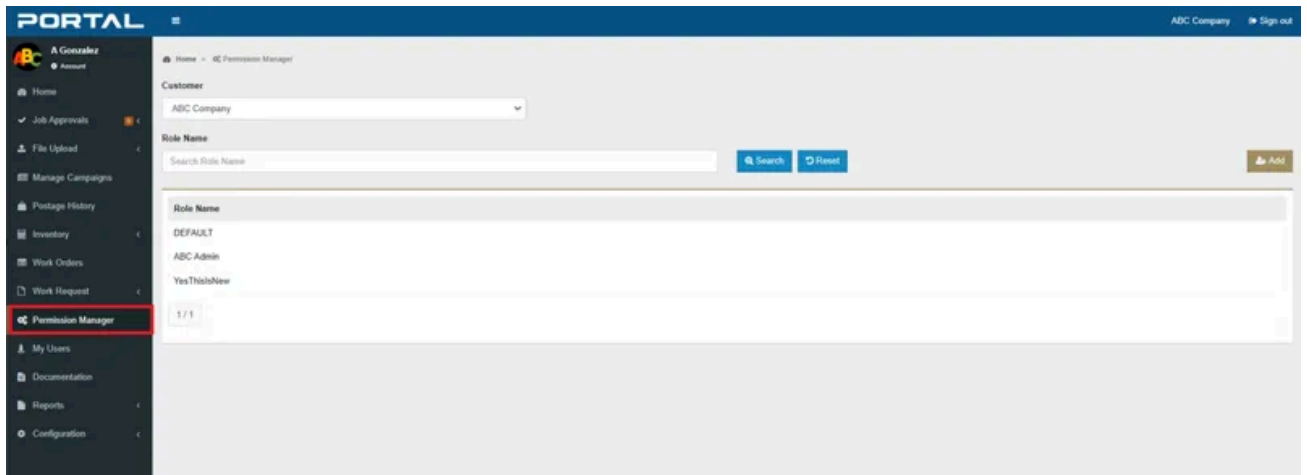 PORTAL
ABC Company
Sign out
ABC
A Gonzalez
Account
Home
Job Approvals
File Upload
Manage Campaigns
Postage History
Inventory
Work Orders
Work Request
Permission Manager
My Users
Documentation
Reports
Configuration
Home
Permission Manager
Customer
ABC Company
Role Name
Search Role Name
Search
Reset
Add
Role Name
DEFAULT
ABC Admin
YesThisIsNew
1 / 1